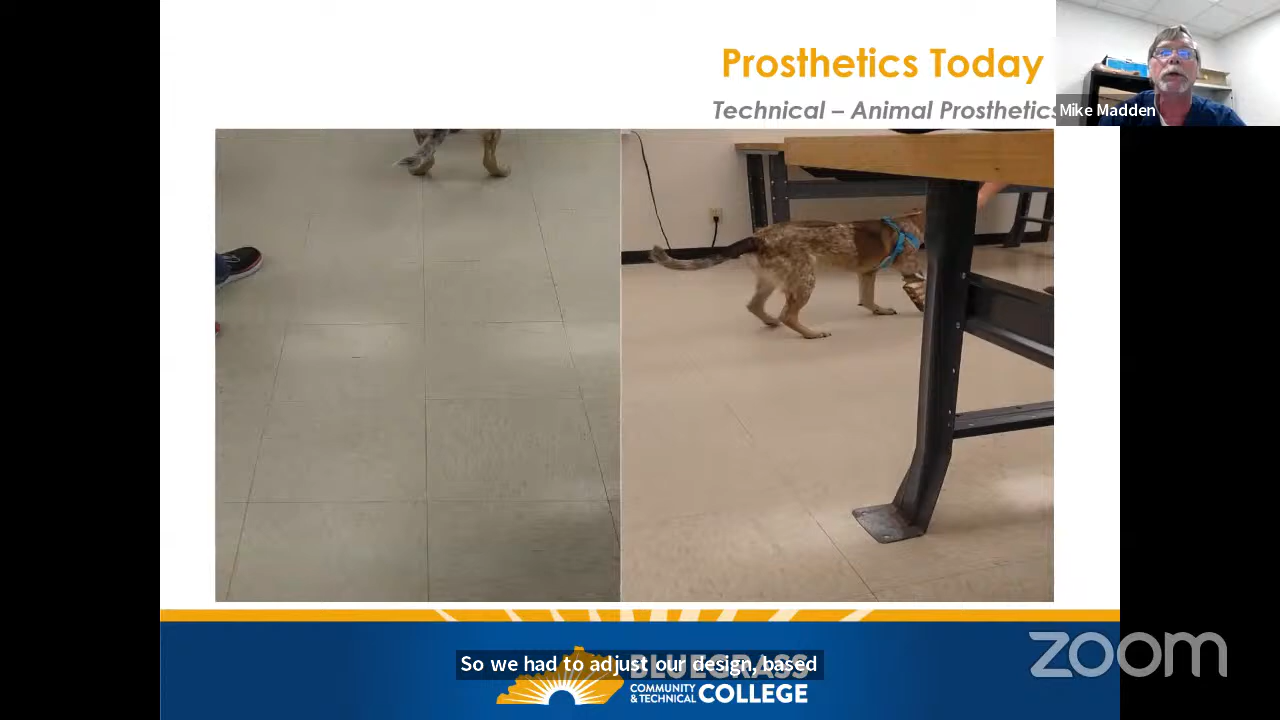 Prosthetics Today
Technical – Animal Prosthetics
Mike Madden
So we had to adjust our design, based
BLUEGRASS
COMMUNITY
& TECHNICAL COLLEGE
zoom